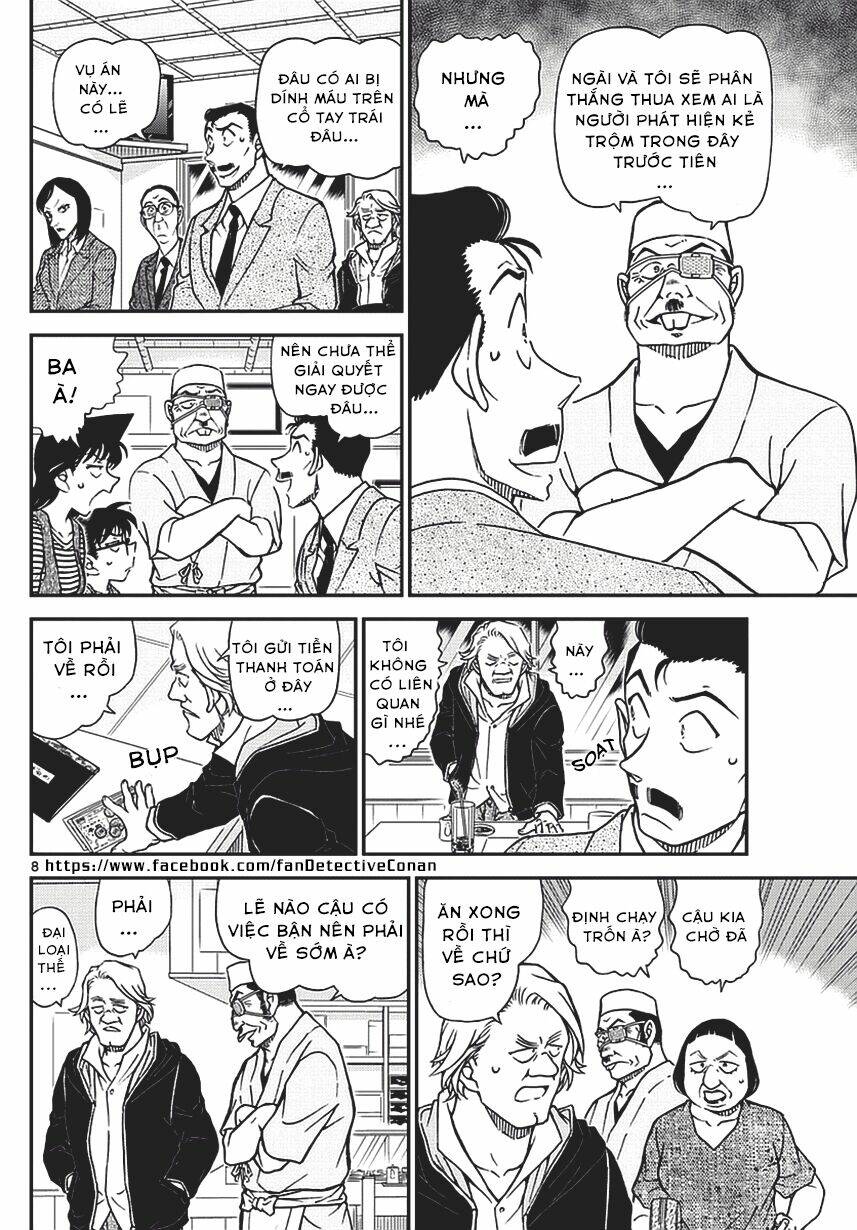 NGÀI VÀ TÔI SẼ PHÂN
THẮNG THUA XEM AI LÀ
NGƯỜI PHÁT HIỆN KẺ
TRỘM TRONG ĐÂY
TRƯỚC TIÊN
...
NHƯNG
MÀ
...
ĐÂU CÓ AI BỊ
DÍNH MÁU TRÊN
CỔ TAY TRÁI
ĐÂU...
VỤ ÁN
NÀY...
CÓ LẼ
...
NÊN CHƯA THỂ
GIẢI QUYẾT
NGAY ĐƯỢC
ĐÂU...
BA
À!
NÀY
...
SOẠT
TÔI
KHÔNG
CÓ LIÊN
QUAN
GÌ NHÉ
...
TÔI GỬI TIỀN
THANH TOÁN
Ở ĐÂY
...
BỤP
TÔI PHẢI
VỀ RỒI
...
8 https://www.facebook.com/fanDetectiveConan
CẬU KIA
CHỜ ĐÃ
ĐỊNH CHẠY
TRỐN À?
ĂN XONG
RỒI THÌ
VỀ CHỨ
SAO?
LẼ NÀO CẬU CÓ
VIỆC BẬN NÊN PHẢI
VỀ SỚM À?
PHẢI
...
ĐẠI
LOẠI
THẾ
...